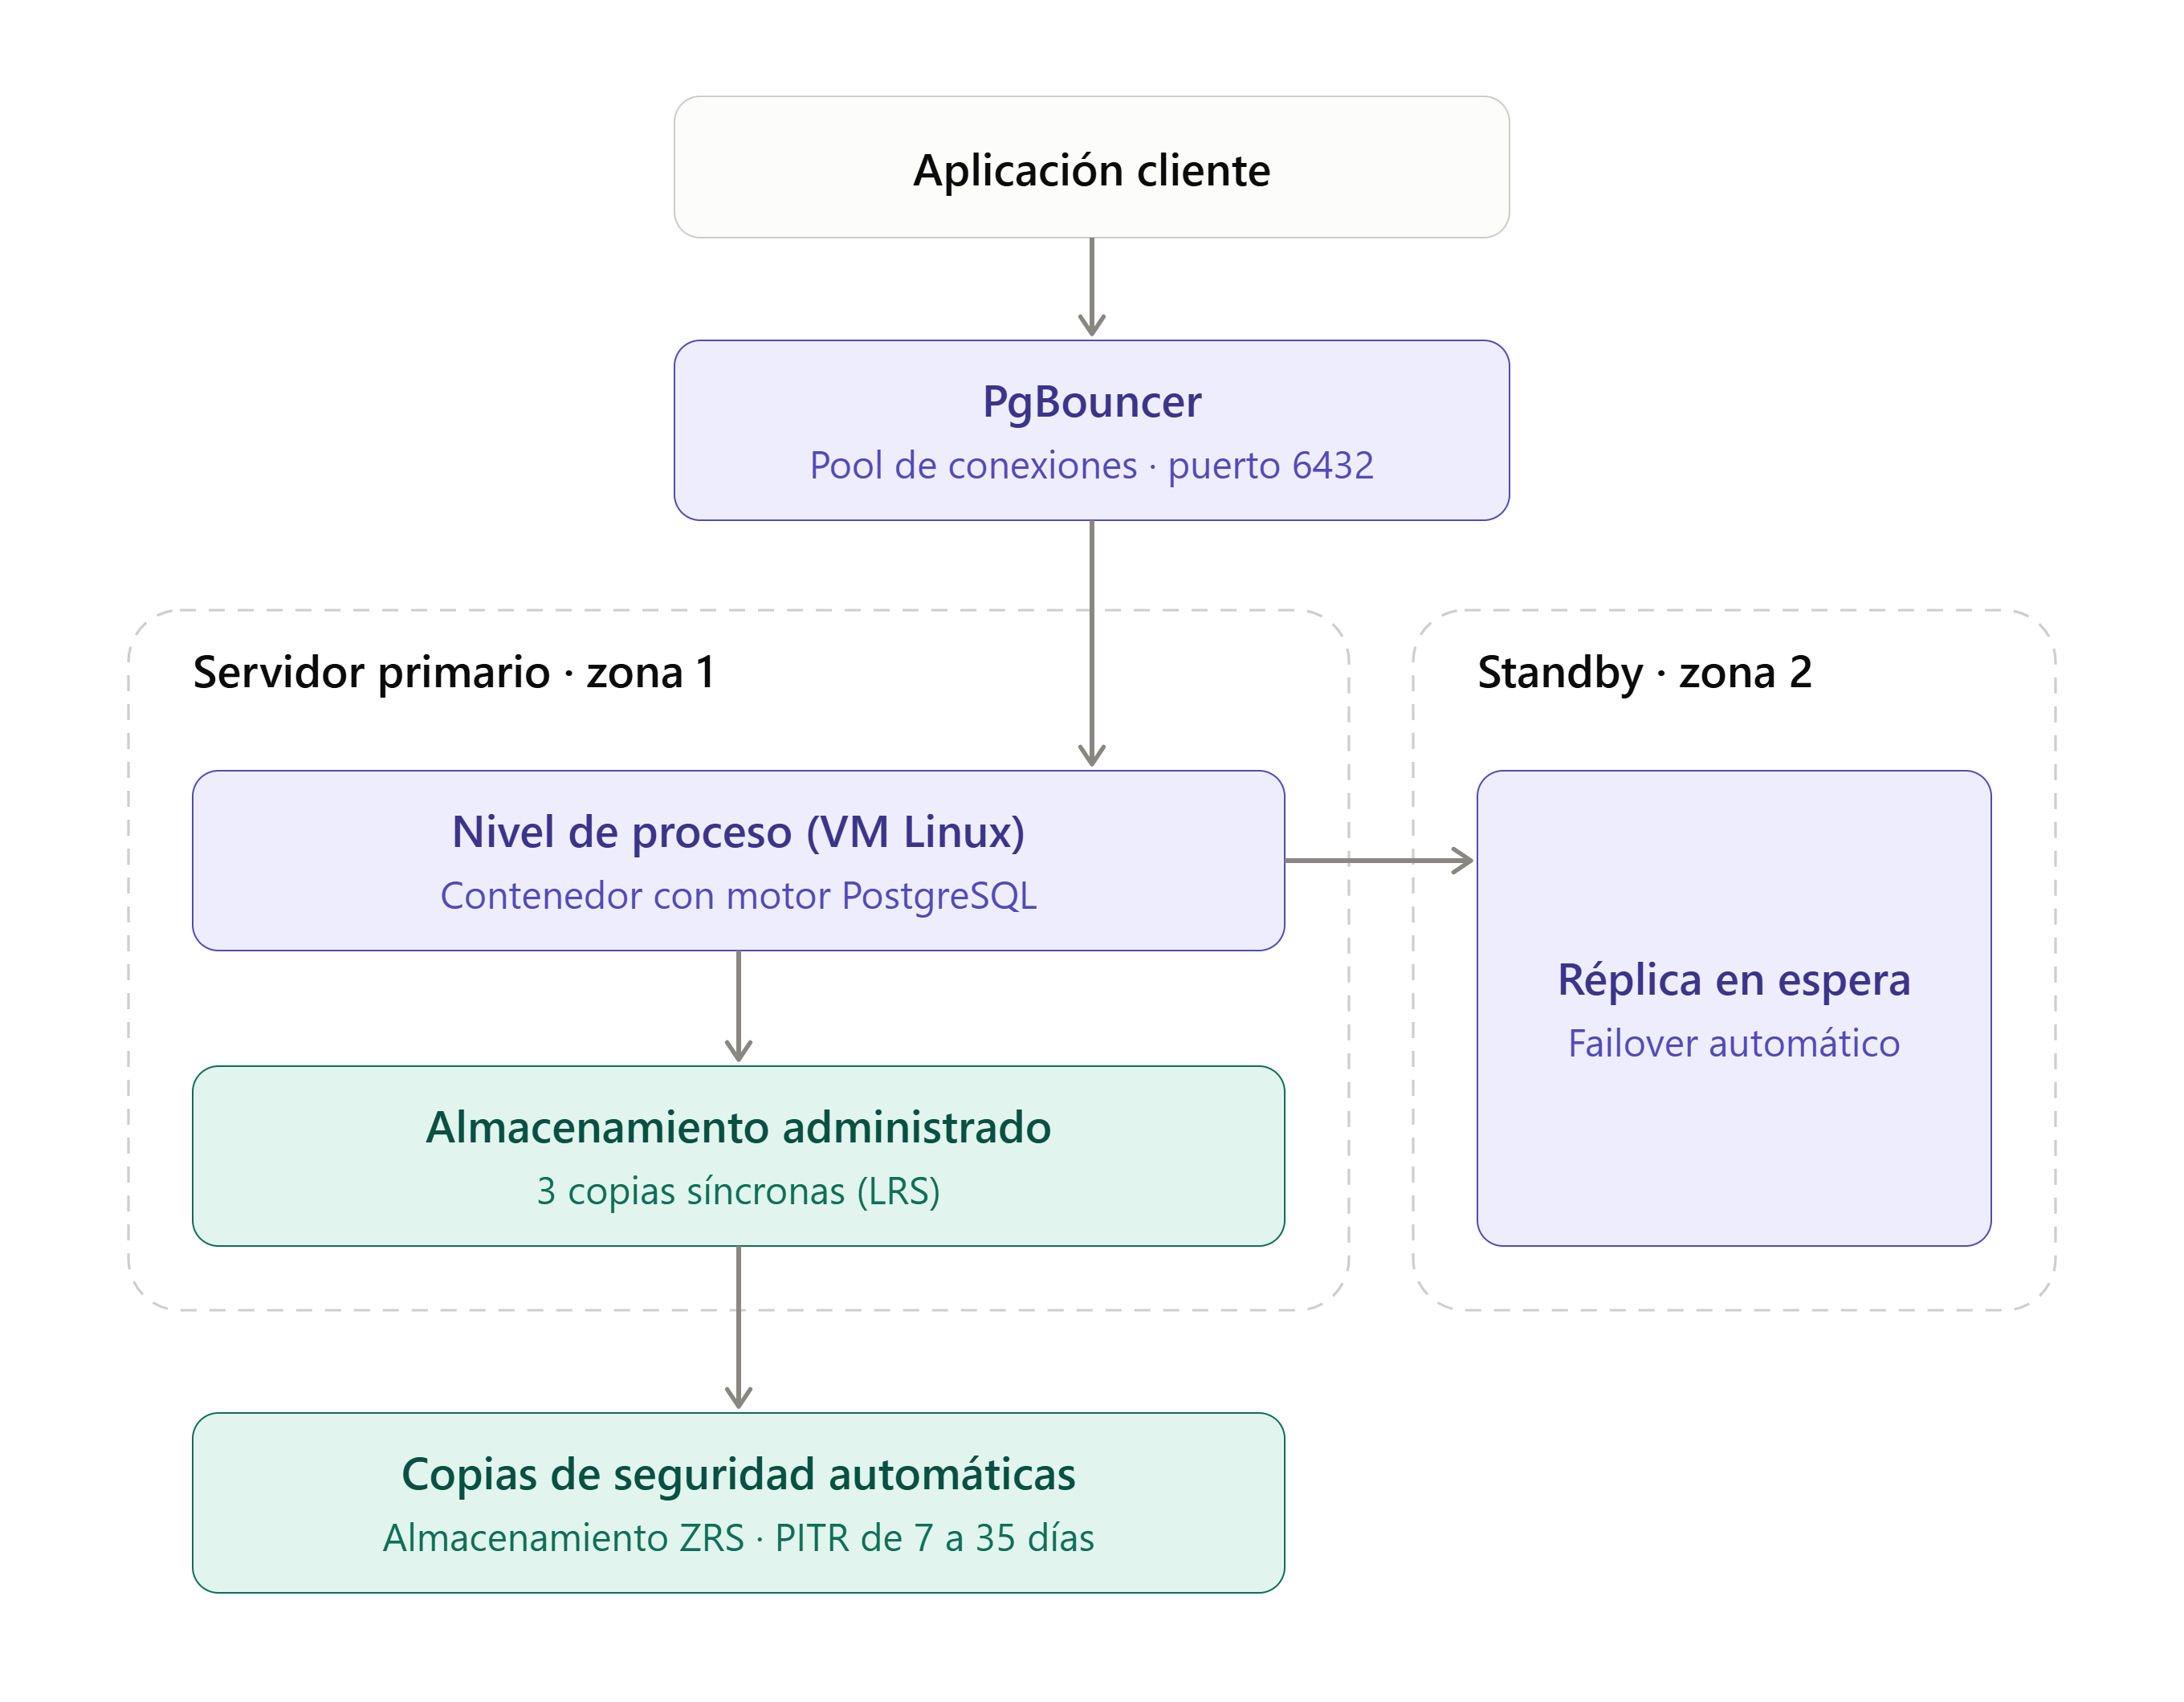 Aplicación cliente
PgBouncer
Pool de conexiones · puerto 6432
Servidor primario · zona 1
Standby · zona 2
Nivel de proceso (VM Linux)
Contenedor con motor PostgreSQL
Réplica en espera
Failover automático
Almacenamiento administrado
3 copias síncronas (LRS)
Copias de seguridad automáticas
Almacenamiento ZRS · PITR de 7 a 35 días